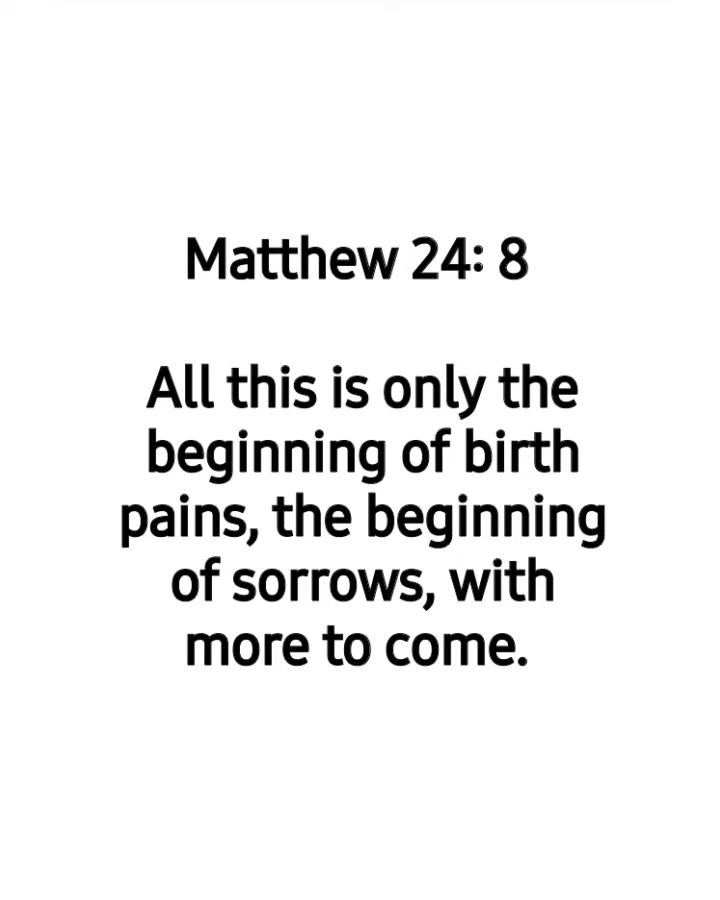 Matthew 24: 8
All this is only the
beginning of birth
pains, the beginning
of sorrows, with
more to come.